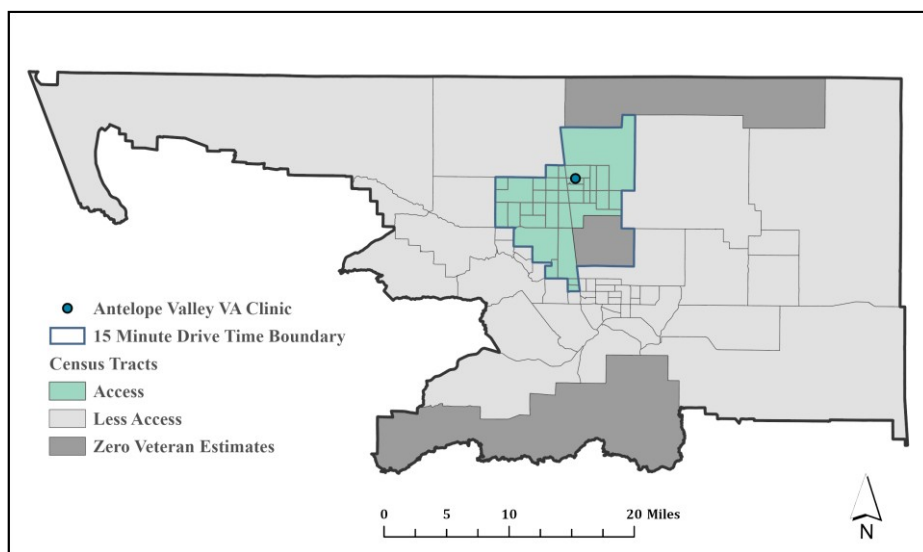 Antelope Valley VA Clinic
15 Minute Drive Time Boundary
Census Tracts
Access
Less Access
Zero Veteran Estimates
0 5 10 20 Miles
N